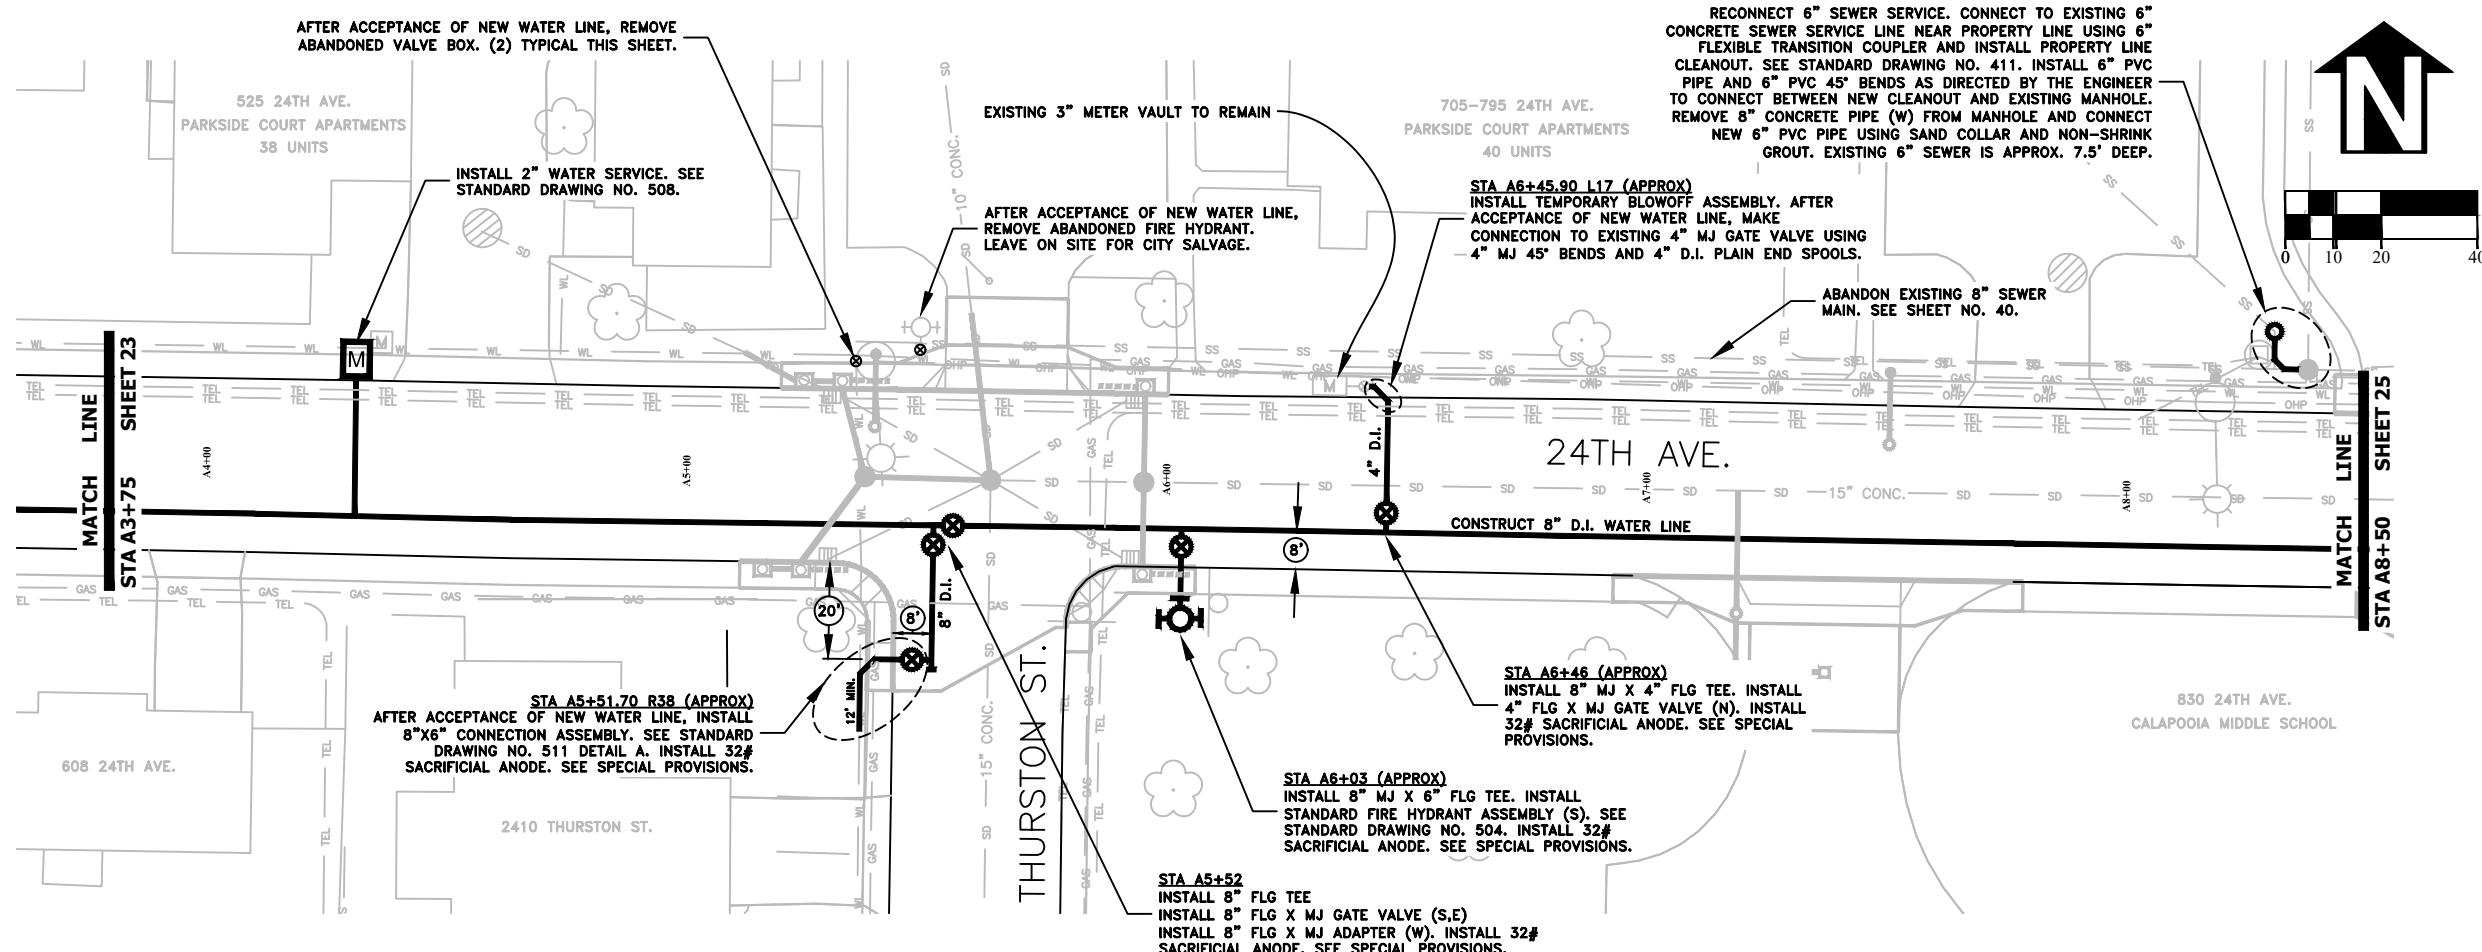 AFTER ACCEPTANCE OF NEW WATER LINE, REMOVE
ABANDONED VALVE BOX. (2) TYPICAL THIS SHEET.
RECONNECT 6" SEWER SERVICE. CONNECT TO EXISTING 6"
CONCRETE SEWER SERVICE LINE NEAR PROPERTY LINE USING 6"
FLEXIBLE TRANSITION COUPLER AND INSTALL PROPERTY LINE
CLEANOUT. SEE STANDARD DRAWING NO. 411. INSTALL 6" PVC
PIPE AND 6" PVC 45° BENDS AS DIRECTED BY THE ENGINEER
TO CONNECT BETWEEN NEW CLEANOUT AND EXISTING MANHOLE.
REMOVE 8" CONCRETE PIPE (W) FROM MANHOLE AND CONNECT
NEW 6" PVC PIPE USING SAND COLLAR AND NON-SHRINK
GROUT. EXISTING 6" SEWER IS APPROX. 7.5' DEEP.
N
0 10 20 40
525 24TH AVE.
PARKSIDE COURT APARTMENTS
38 UNITS
EXISTING 3" METER VAULT TO REMAIN
705-795 24TH AVE.
PARKSIDE COURT APARTMENTS
40 UNITS
INSTALL 2" WATER SERVICE. SEE
STANDARD DRAWING NO. 508.
10" CONC.
AFTER ACCEPTANCE OF NEW WATER LINE,
REMOVE ABANDONED FIRE HYDRANT.
LEAVE ON SITE FOR CITY SALVAGE.
STA A6+45.90 L17 (APPROX)
INSTALL TEMPORARY BLOWOFF ASSEMBLY. AFTER
ACCEPTANCE OF NEW WATER LINE, MAKE
CONNECTION TO EXISTING 4" MJ GATE VALVE USING
4" MJ 45° BENDS AND 4" D.I. PLAIN END SPOOLS.
ABANDON EXISTING 8" SEWER
MAIN. SEE SHEET NO. 40.
MATCH LINE
STA A3+75 SHEET 23
M
M
M
A4+00
A5+00
A6+00
A7+00
A8+00
4" D.I.
24TH AVE.
15" CONC.
CONSTRUCT 8" D.I. WATER LINE
MATCH LINE
STA A8+50 SHEET 25
8'
20'
8'
8" D.I.
12' MIN.
THURSTON ST.
15" CONC.
WL
TEL
GAS
SD
SS
OHP
STA A5+51.70 R38 (APPROX)
AFTER ACCEPTANCE OF NEW WATER LINE, INSTALL
8"X6" CONNECTION ASSEMBLY. SEE STANDARD
DRAWING NO. 511 DETAIL A. INSTALL 32#
SACRIFICIAL ANODE. SEE SPECIAL PROVISIONS.
608 24TH AVE.
2410 THURSTON ST.
STA A6+46 (APPROX)
INSTALL 8" MJ X 4" FLG TEE. INSTALL
4" FLG X MJ GATE VALVE (N). INSTALL
32# SACRIFICIAL ANODE. SEE SPECIAL
PROVISIONS.
830 24TH AVE.
CALAPOOIA MIDDLE SCHOOL
STA A6+03 (APPROX)
INSTALL 8" MJ X 6" FLG TEE. INSTALL
STANDARD FIRE HYDRANT ASSEMBLY (S). SEE
STANDARD DRAWING NO. 504. INSTALL 32#
SACRIFICIAL ANODE. SEE SPECIAL PROVISIONS.
STA A5+52
INSTALL 8" FLG TEE
INSTALL 8" FLG X MJ GATE VALVE (S,E)
INSTALL 8" FLG X MJ ADAPTER (W). INSTALL 32#
SACRIFICIAL ANODE. SEE SPECIAL PROVISIONS.